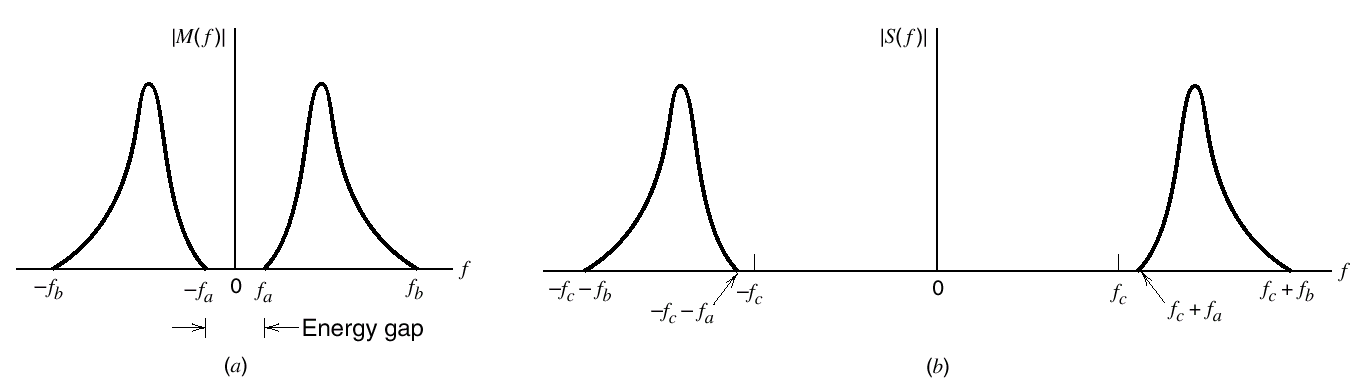 |M(f)|
−f_b −f_a 0 f_a f_b f
Energy gap
(a)
|S(f)|
−f_c − f_b −f_c − f_a −f_c 0 f_c f_c + f_a f_c + f_b f
(b)